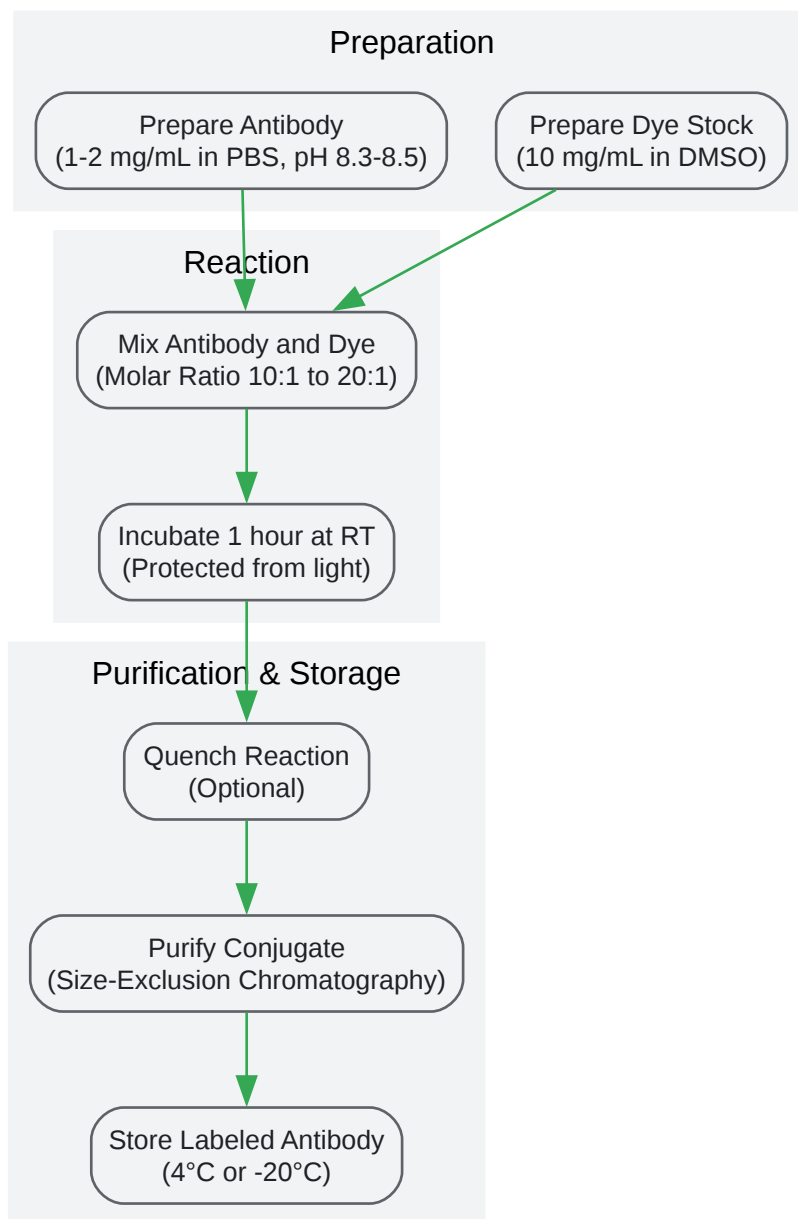 Preparation
Prepare Antibody
(1-2 mg/mL in PBS, pH 8.3-8.5)
Prepare Dye Stock
(10 mg/mL in DMSO)
Reaction
Mix Antibody and Dye
(Molar Ratio 10:1 to 20:1)
Incubate 1 hour at RT
(Protected from light)
Purification & Storage
Quench Reaction
(Optional)
Purify Conjugate
(Size-Exclusion Chromatography)
Store Labeled Antibody
(4°C or -20°C)